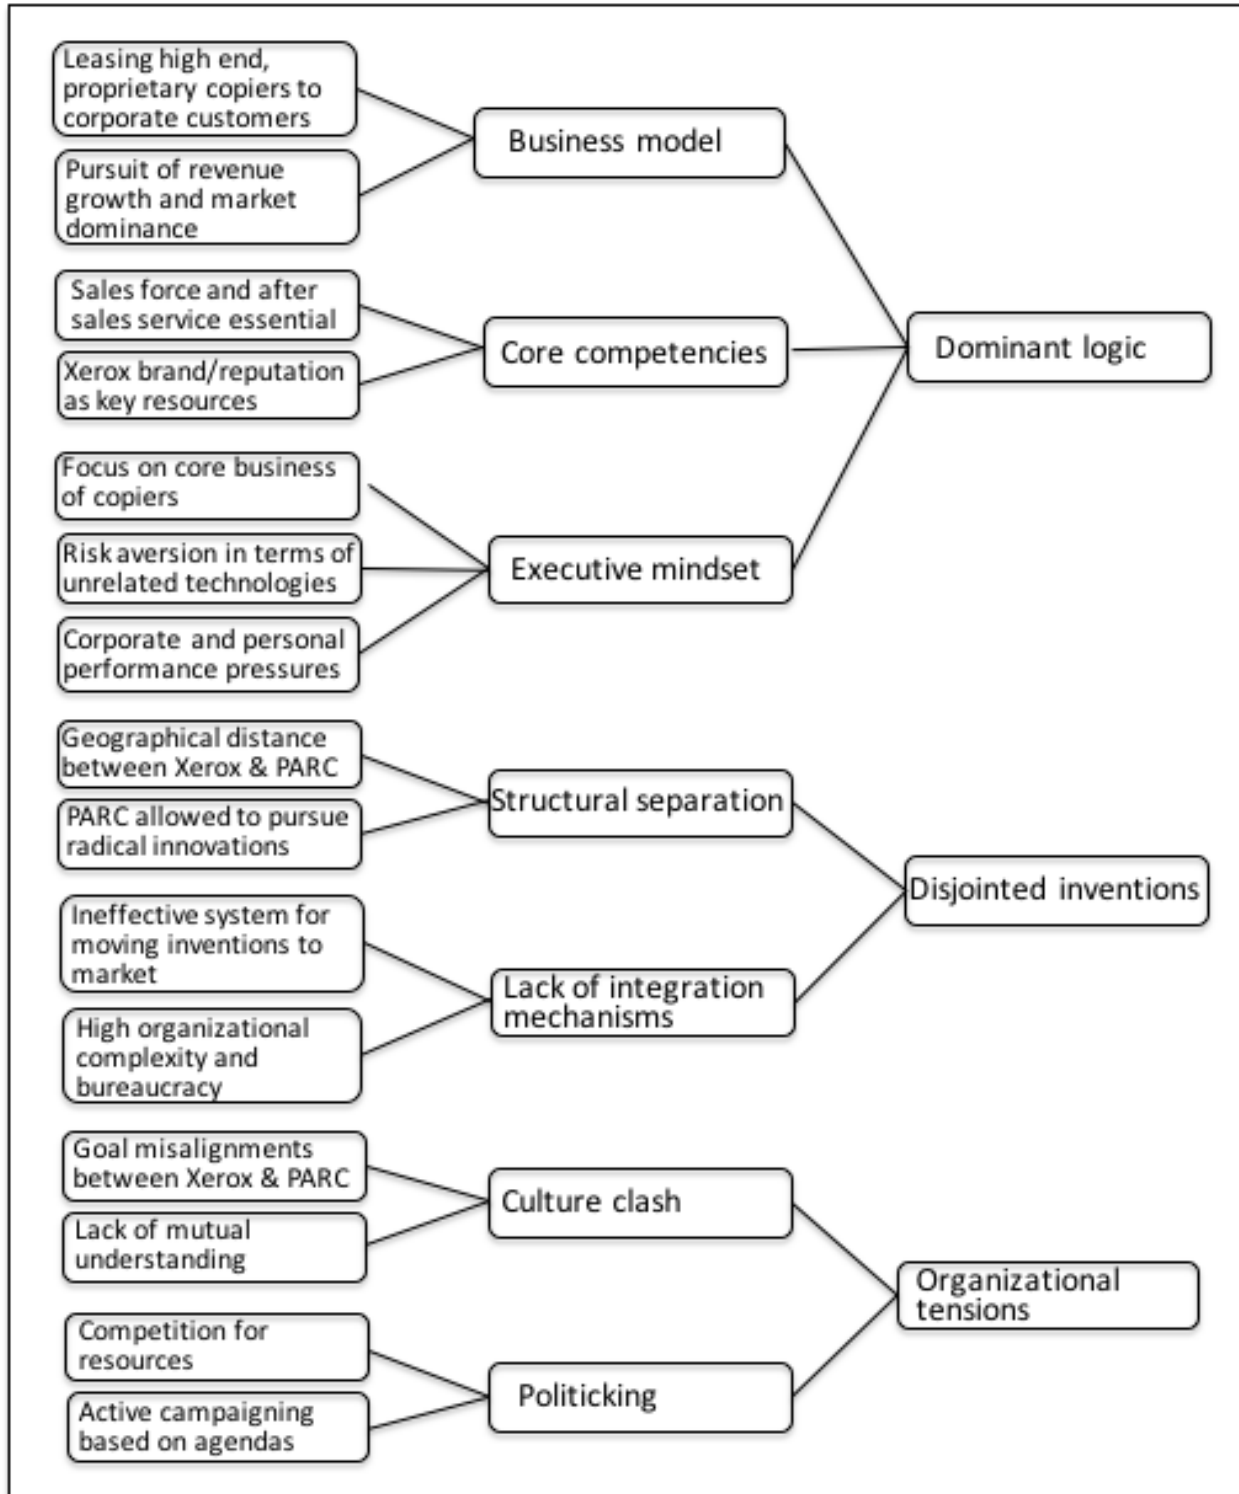 Leasing high end,
proprietary copiers to
corporate customers
Pursuit of revenue
growth and market
dominance
Business model
Sales force and after
sales service essential
Xerox brand/reputation
as key resources
Core competencies
Dominant logic
Focus on core business
of copiers
Risk aversion in terms of
unrelated technologies
Corporate and personal
performance pressures
Executive mindset
Geographical distance
between Xerox & PARC
PARC allowed to pursue
radical innovations
Structural separation
Ineffective system for
moving inventions to
market
High organizational
complexity and
bureaucracy
Lack of integration
mechanisms
Disjointed inventions
Goal misalignments
between Xerox & PARC
Lack of mutual
understanding
Culture clash
Competition for
resources
Active campaigning
based on agendas
Politicking
Organizational
tensions